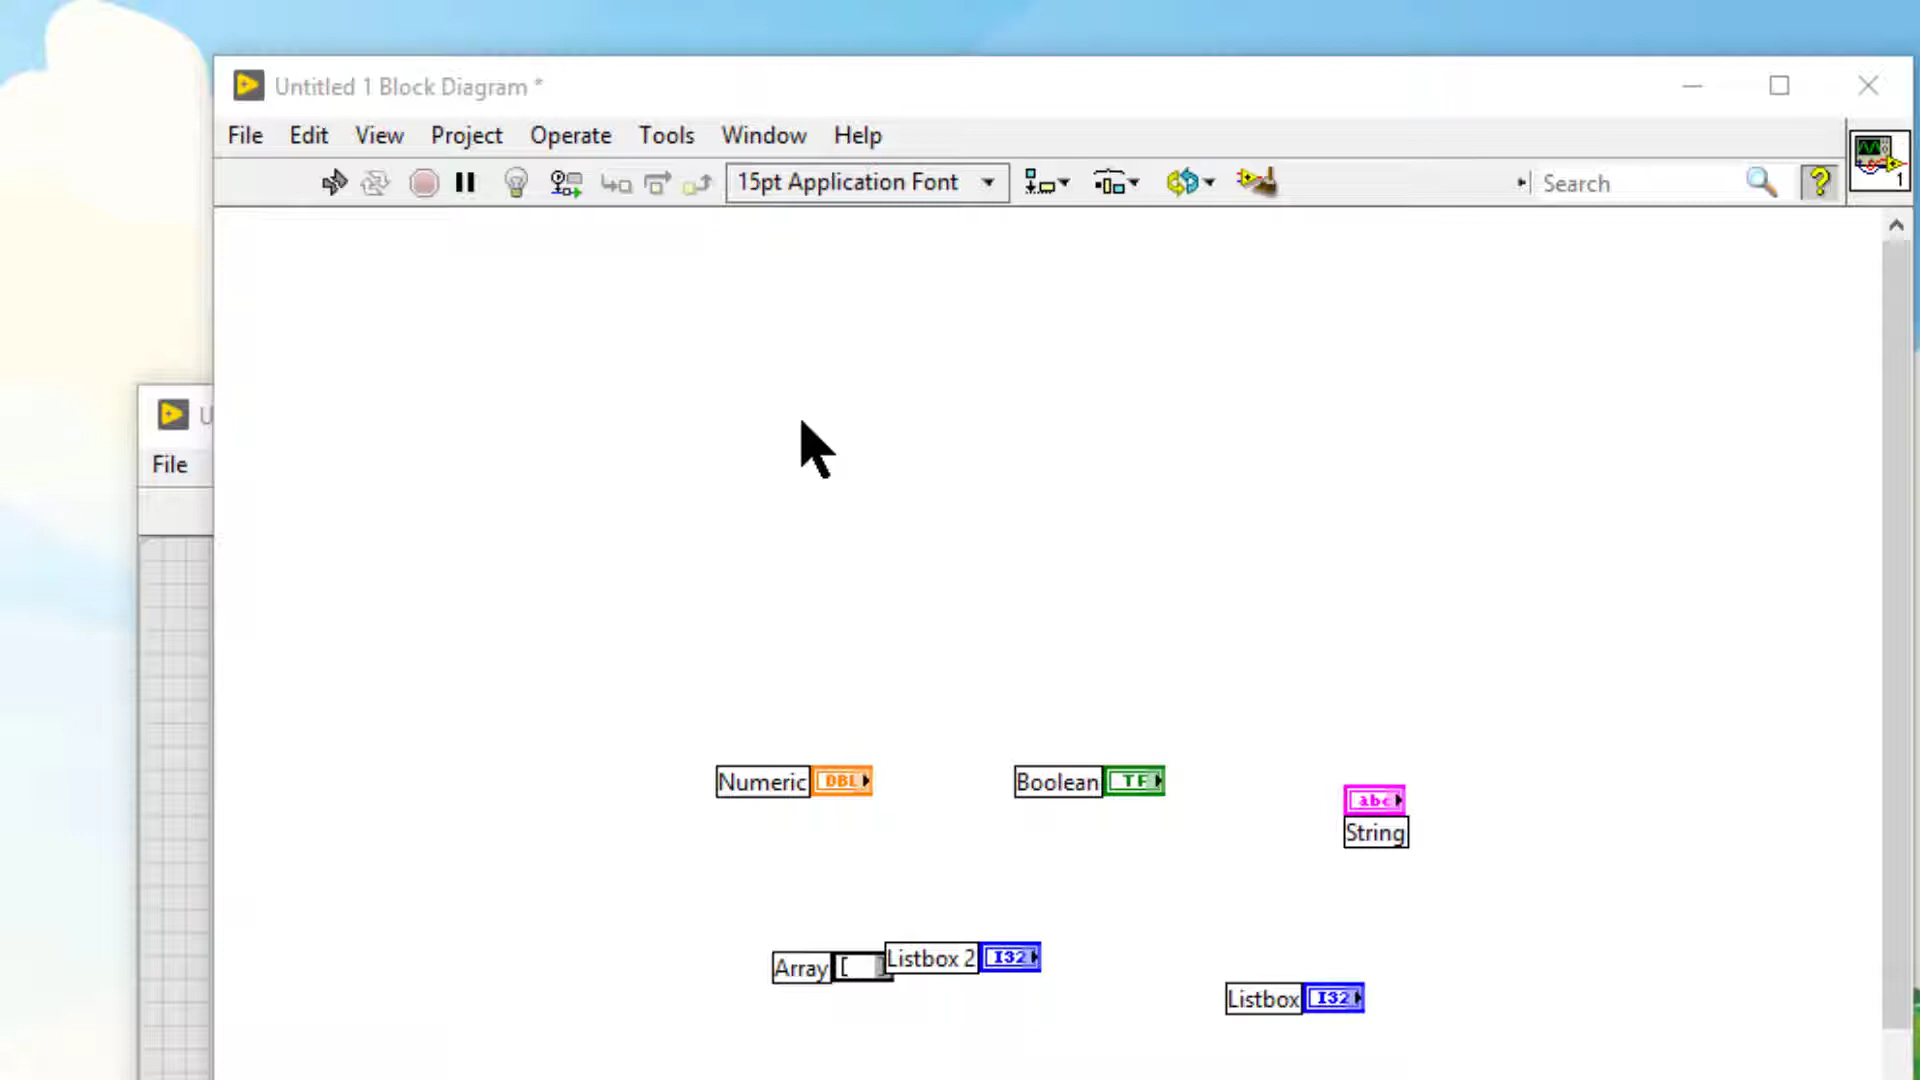 Untitled 1 Block Diagram *
File Edit View Project Operate Tools Window Help
15pt Application Font
Search
?
1
U
File
Numeric DBL
Boolean TF
abc
String
Array [ ]
Listbox 2 I32
Listbox I32